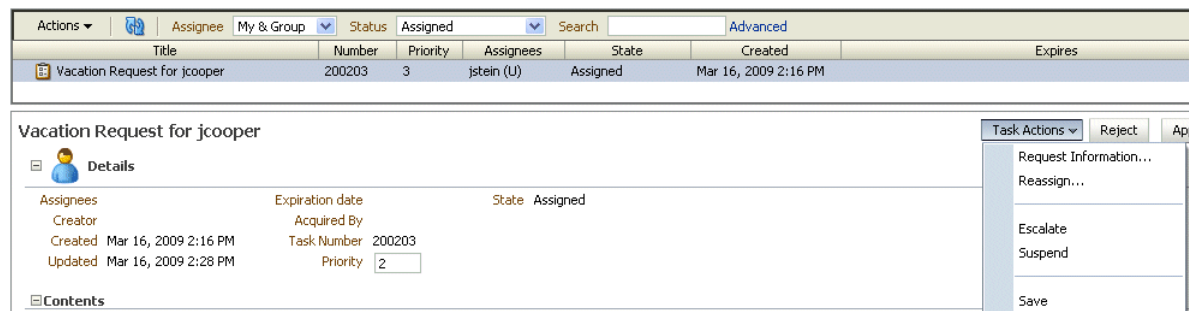 Actions Assignee My & Group Status Assigned Search Advanced
Title Number Priority Assignees State Created Expires
Vacation Request for jcooper 200203 3 jstein (U) Assigned Mar 16, 2009 2:16 PM
Vacation Request for jcooper Task Actions Reject Ap
Request Information...
Details
Reassign...
Assignees Expiration date State Assigned
Creator Acquired By
Escalate
Created Mar 16, 2009 2:16 PM Task Number 200203
Suspend
Updated Mar 16, 2009 2:28 PM Priority 2
Contents
Save